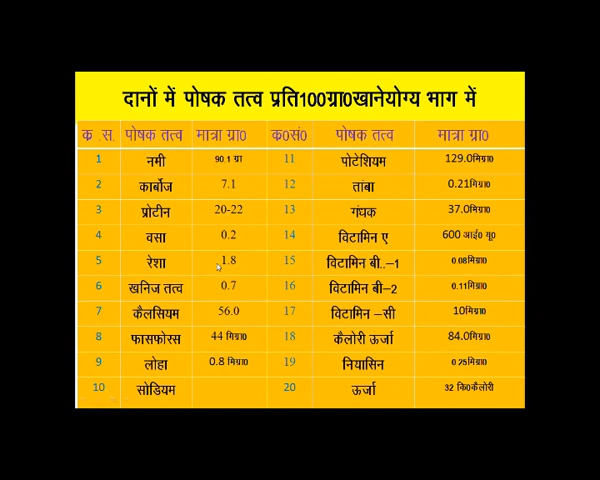 दानों में पोषक तत्व प्रति100ग्रा0खानेयोग्य भाग में
क .स. पोषक तत्व मात्रा ग्रा0 क0सं0 पोषक तत्व मात्रा ग्रा0
1 नमी 90.1 ग्रा 11 पोटेशियम 129.0मिग्रा0
2 कार्बोज 7.1 12 तांबा 0.21मिग्रा0
3 प्रोटीन 20-22 13 गंधक 37.0मिग्रा0
4 वसा 0.2 14 विटामिन ए 600 आई0 यू0
5 रेशा 1.8 15 विटामिन बी..–1 0.08मिग्रा0
6 खनिज तत्व 0.7 16 विटामिन बी–2 0.11मिग्रा0
7 कैलसियम 56.0 17 विटामिन –सी 10मिग्रा0
8 फासफोरस 44 मिग्रा0 18 कैलोरी ऊर्जा 84.0मिग्रा0
9 लोहा 0.8 मिग्रा0 19 नियासिन 0.25मिग्रा0
10 सोडियम 20 ऊर्जा 32 कि0कैलोरी